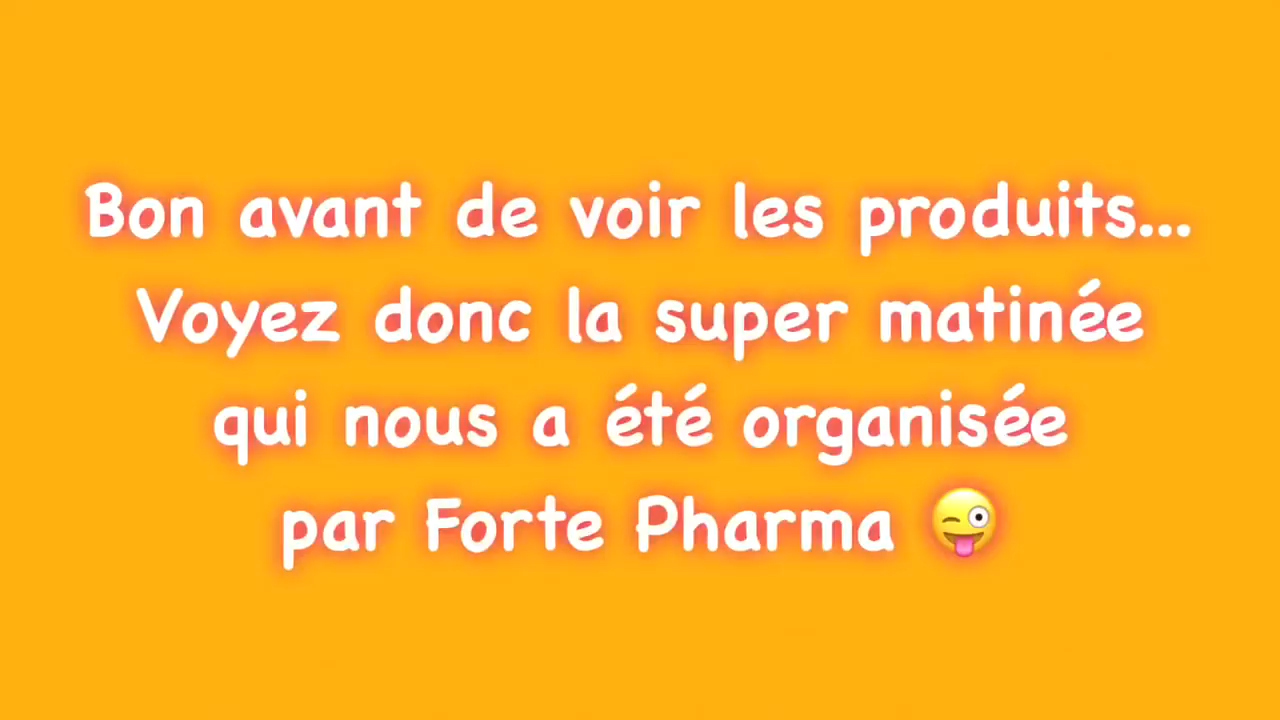 Bon avant de voir les produits...
Voyez donc la super matinée
qui nous a été organisée
par Forte Pharma 😜